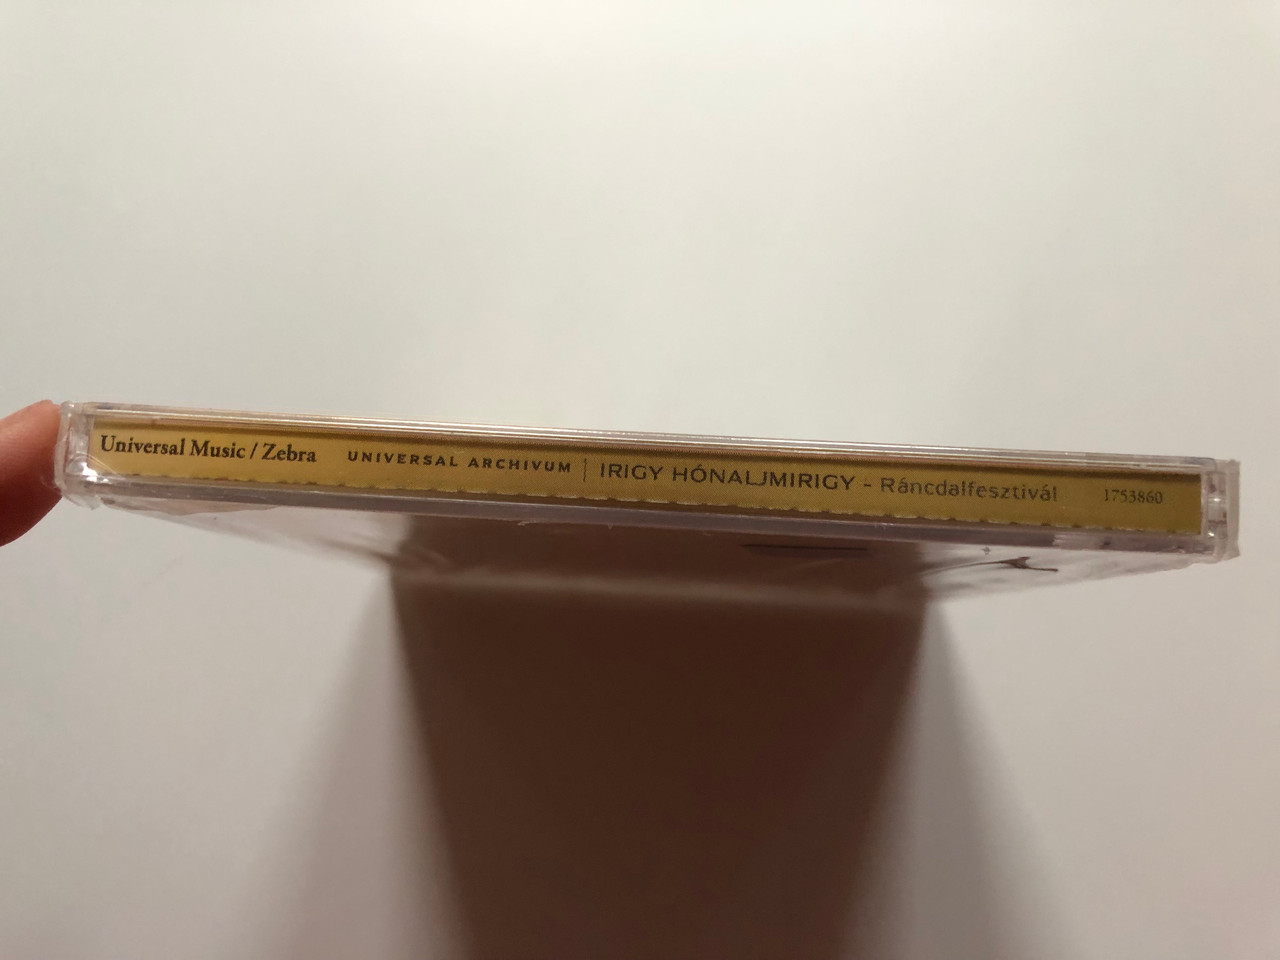 Universal Music / Zebra UNIVERSAL ARCHIVUM | IRIGY HÓNALJMIRIGY - Ráncdalfesztivál 1753860